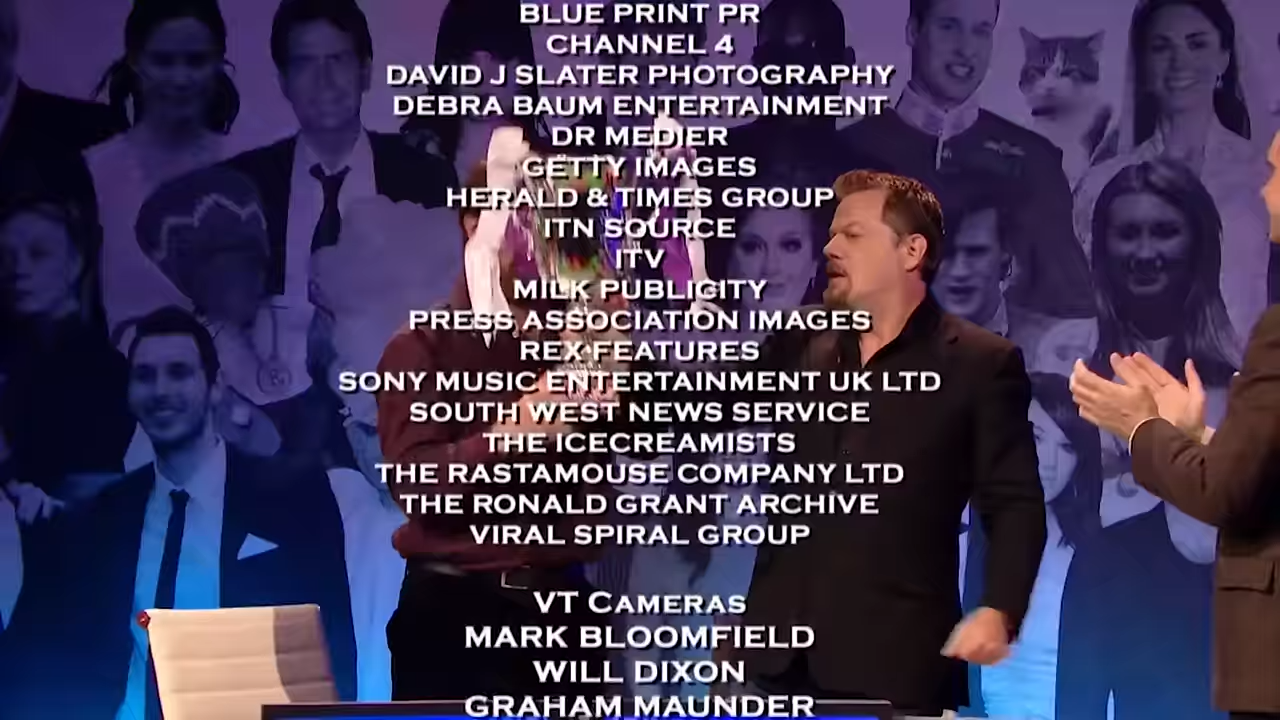 BLUE PRINT PR
CHANNEL 4
DAVID J SLATER PHOTOGRAPHY
DEBRA BAUM ENTERTAINMENT
DR MEDIER
GETTY IMAGES
HERALD & TIMES GROUP
ITN SOURCE
ITV
MILK PUBLICITY
PRESS ASSOCIATION IMAGES
REX FEATURES
SONY MUSIC ENTERTAINMENT UK LTD
SOUTH WEST NEWS SERVICE
THE ICECREAMISTS
THE RASTAMOUSE COMPANY LTD
THE RONALD GRANT ARCHIVE
VIRAL SPIRAL GROUP
VT CAMERAS
MARK BLOOMFIELD
WILL DIXON
GRAHAM MAUNDER